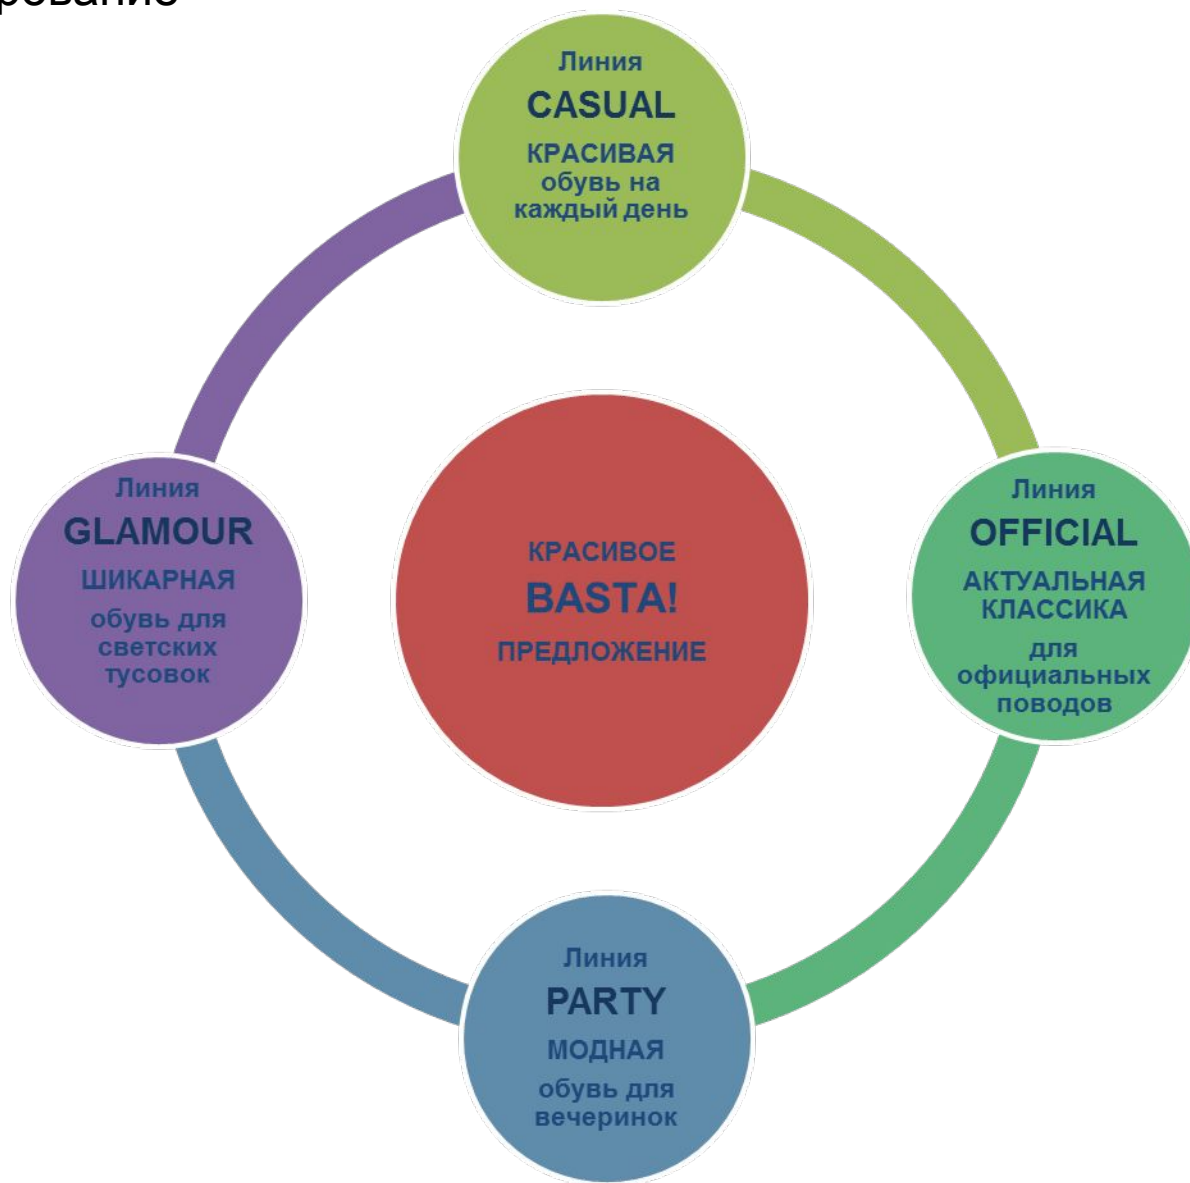 рование
Линия
CASUAL
КРАСИВАЯ
обувь на
каждый день
Линия
GLAMOUR
ШИКАРНАЯ
обувь для
светских
тусовок
КРАСИВОЕ
BASTA!
ПРЕДЛОЖЕНИЕ
Линия
OFFICIAL
АКТУАЛЬНАЯ
КЛАССИКА
для
официальных
поводов
Линия
PARTY
МОДНАЯ
обувь для
вечеринок